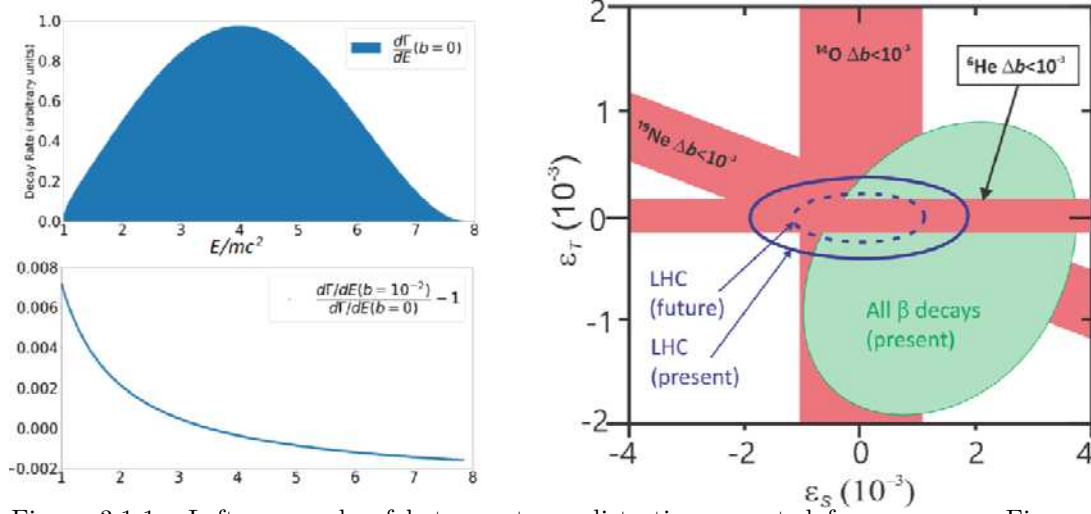 1.0
0.8
0.6
0.4
0.2
0.0
Decay Rate (arbitrary units)
dΓ/dE (b = 0)
1 2 3 4 5 6 7 8
E/mc²
0.008
0.006
0.004
0.002
0.000
-0.002
dΓ/dE(b = 10⁻²)
dΓ/dE(b = 0)
− 1
1 2 3 4 5 6 7 8
2
1
0
-1
-2
ε_T (10⁻³)
¹⁴O Δb<10⁻³
⁶He Δb<10⁻³
¹⁹Ne Δb<10⁻³
LHC
(future)
LHC
(present)
All β decays
(present)
-4 -2 0 2 4
ε_S (10⁻³)